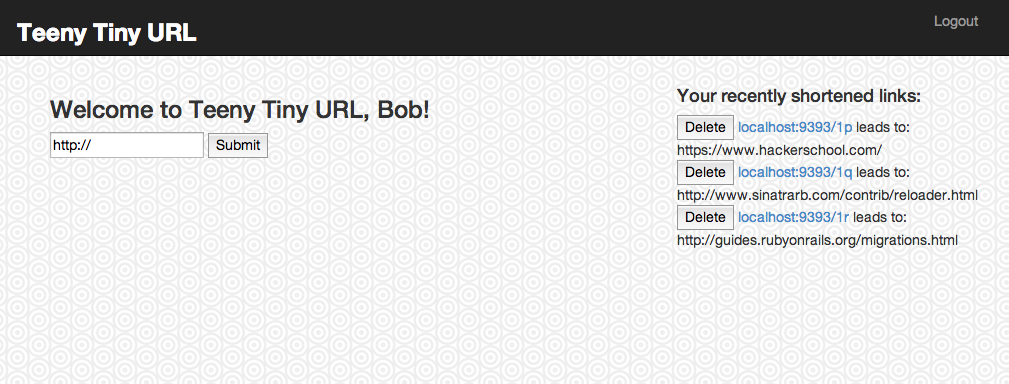 Teeny Tiny URL
Logout
Welcome to Teeny Tiny URL, Bob!
http:// Submit
Your recently shortened links:
Delete localhost:9393/1p leads to:
https://www.hackerschool.com/
Delete localhost:9393/1q leads to:
http://www.sinatrarb.com/contrib/reloader.html
Delete localhost:9393/1r leads to:
http://guides.rubyonrails.org/migrations.html